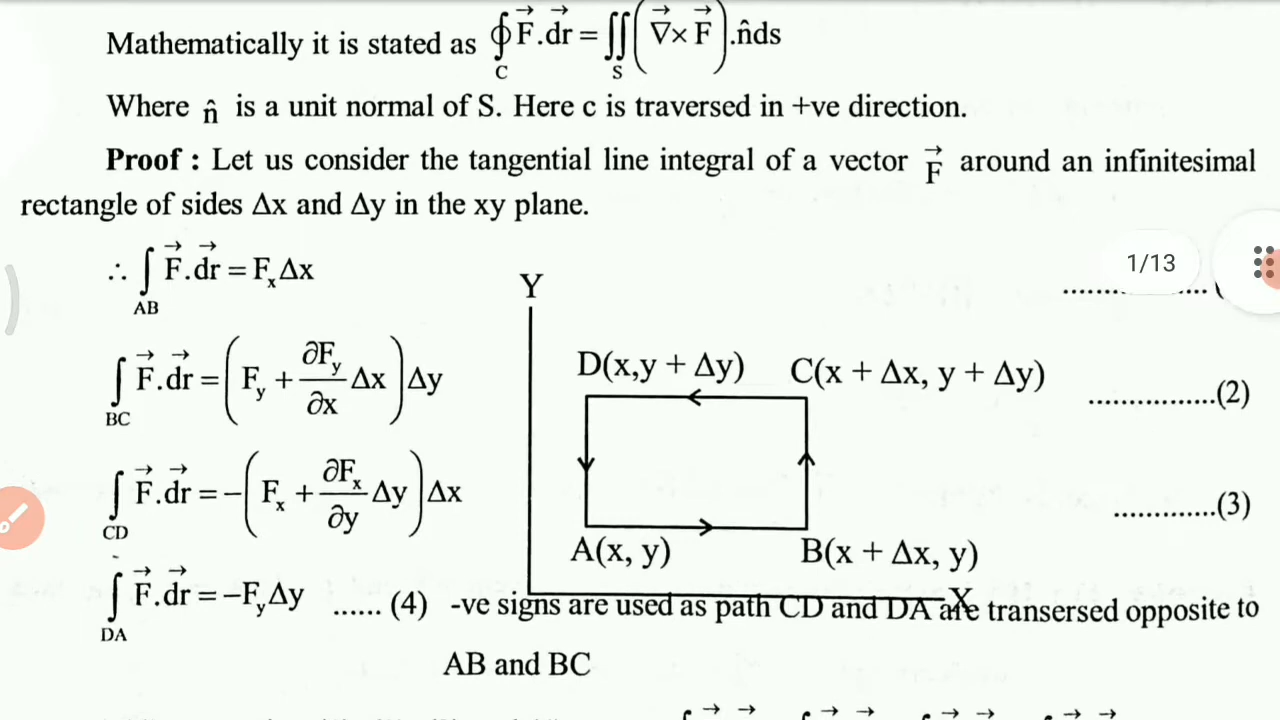 Mathematically it is stated as ∮_C F⃗.dr⃗ = ∬_S (∇⃗ × F⃗).n̂ds
Where n̂ is a unit normal of S. Here c is traversed in +ve direction.
Proof : Let us consider the tangential line integral of a vector F⃗ around an infinitesimal
rectangle of sides Δx and Δy in the xy plane.
∴ ∫_AB F⃗.dr⃗ = F_x Δx ..................
1/13
∫_BC F⃗.dr⃗ = (F_y + ∂F_y/∂x Δx) Δy ................(2)
∫_CD F⃗.dr⃗ = −(F_x + ∂F_x/∂y Δy) Δx .............(3)
∫_DA F⃗.dr⃗ = −F_y Δy ...... (4) -ve signs are used as path CD and DA are transersed opposite to
AB and BC
Y
D(x,y + Δy) C(x + Δx, y + Δy)
A(x, y) B(x + Δx, y)
X